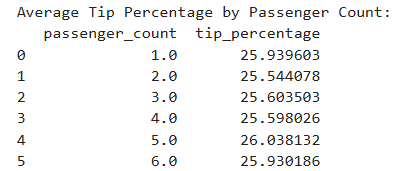 Average Tip Percentage by Passenger Count:
passenger_count tip_percentage
0 1.0 25.939603
1 2.0 25.544078
2 3.0 25.603503
3 4.0 25.598026
4 5.0 26.038132
5 6.0 25.930186